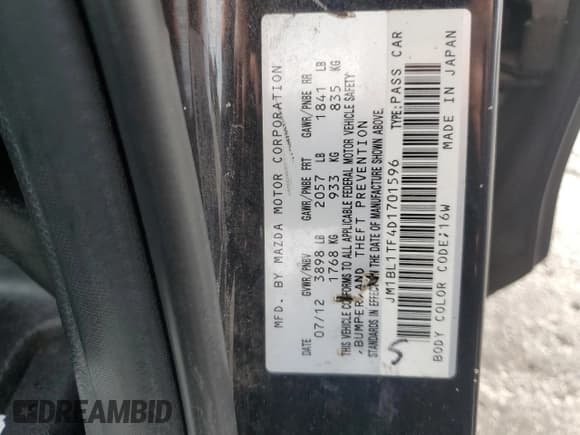 MFD. BY MAZDA MOTOR CORPORATION
DATE GVWR/PNBV GAWR/PNBE FRT GAWR/PNBE RR
07/12 3898 LB 2057 LB 1841 LB
1768 KG 933 KG 835 KG
THIS VEHICLE CONFORMS TO ALL APPLICABLE FEDERAL MOTOR VEHICLE SAFETY
, BUMPER, AND THEFT PREVENTION
STANDARDS IN EFFECT ON THE DATE OF MANUFACTURE SHOWN ABOVE.
JM1BL1TF4D1701596 TYPE:PASS CAR
BODY COLOR CODE;16W MADE IN JAPAN
S
DREAMBID